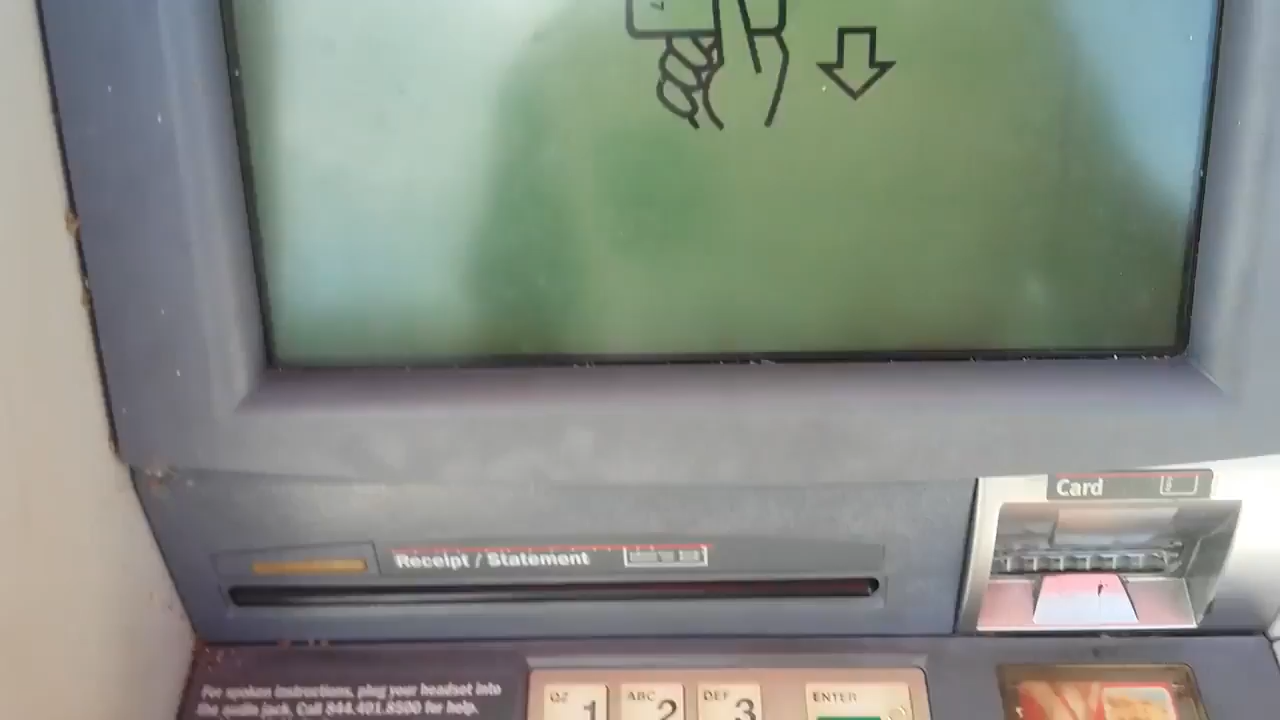 Card
Receipt / Statement
For spoken instructions, plug your headset into
the audio jack. Call 844.401.8500 for help.
QZ 1 ABC 2 DEF 3 ENTER